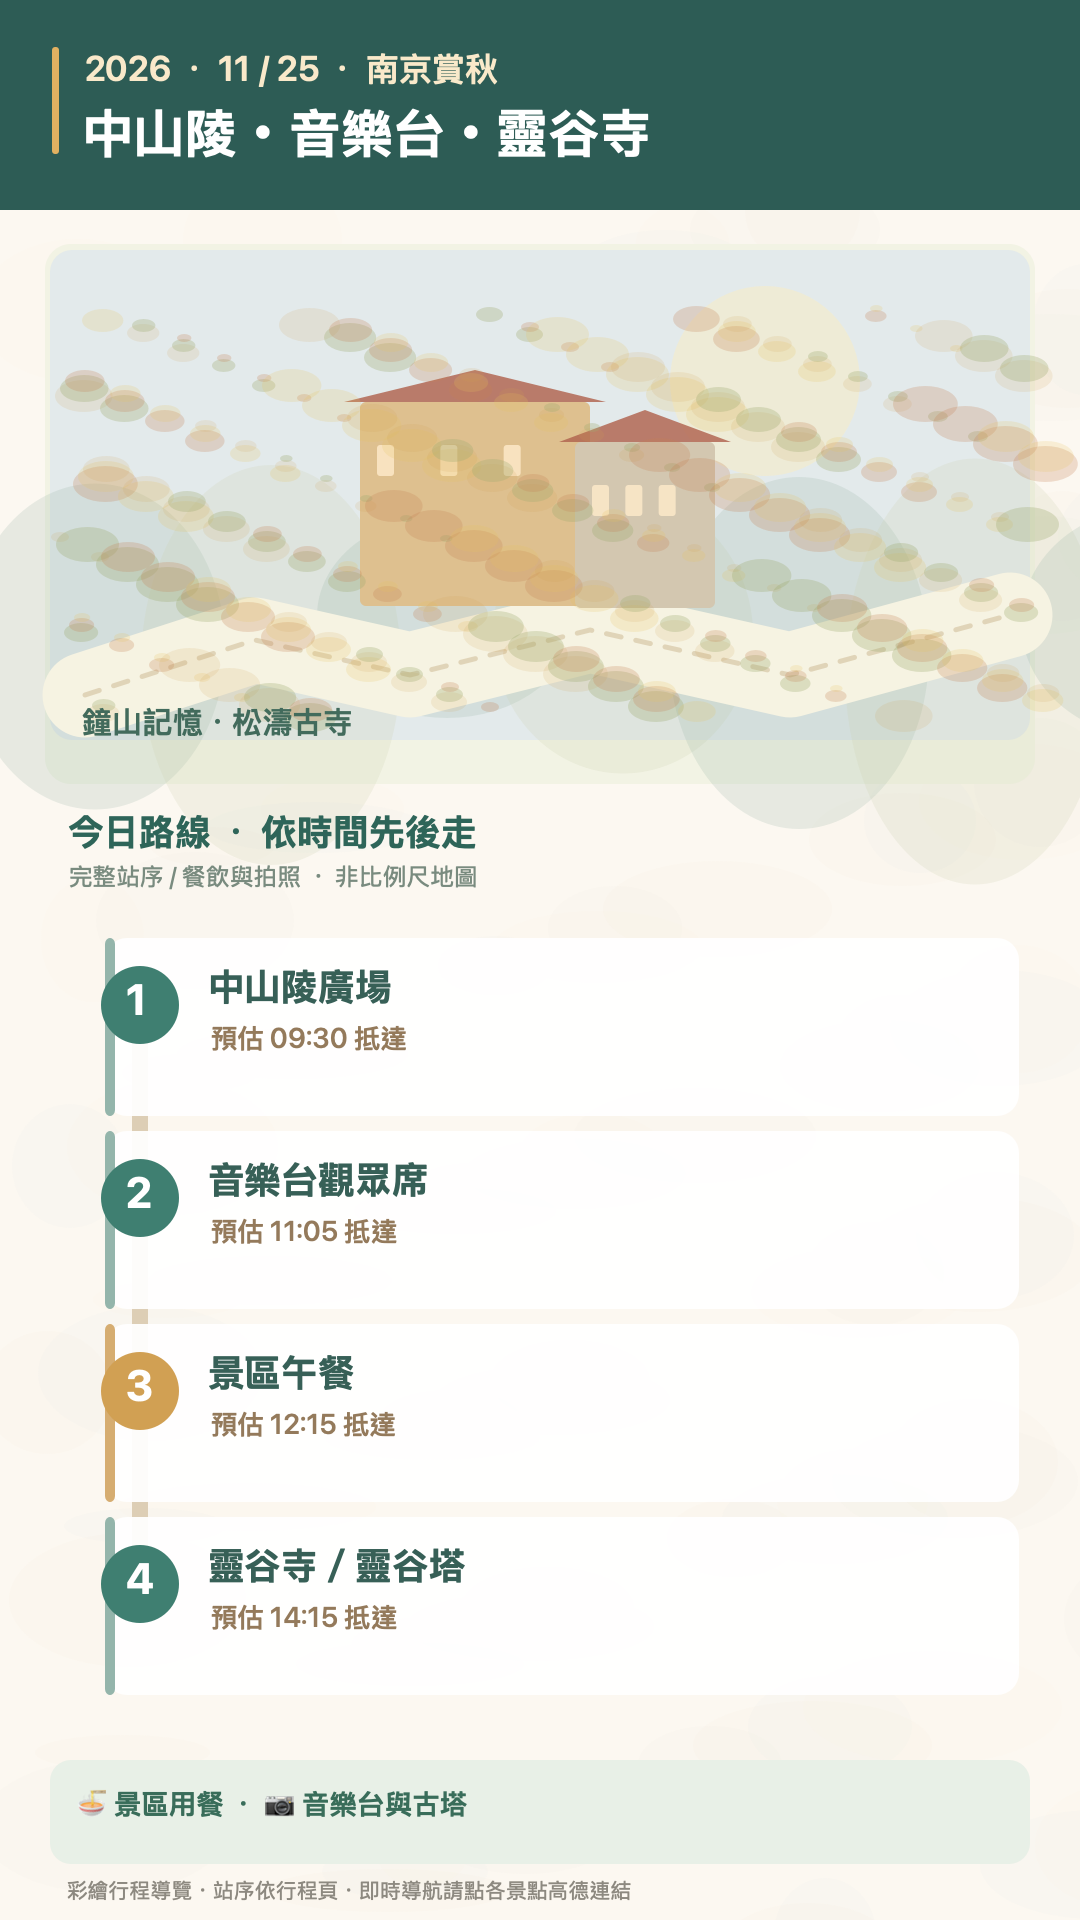 2026 · 11/25 · 南京賞秋
中山陵・音樂台・靈谷寺
鐘山記憶 · 松濤古寺
今日路線 · 依時間先後走
完整站序 / 餐飲與拍照 · 非比例尺地圖
1
中山陵廣場
預估 09:30 抵達
2
音樂台觀眾席
預估 11:05 抵達
3
景區午餐
預估 12:15 抵達
4
靈谷寺 / 靈谷塔
預估 14:15 抵達
🍜 景區用餐 · 📷 音樂台與古塔
彩繪行程導覽 · 站序依行程頁 · 即時導航請點各景點高德連結